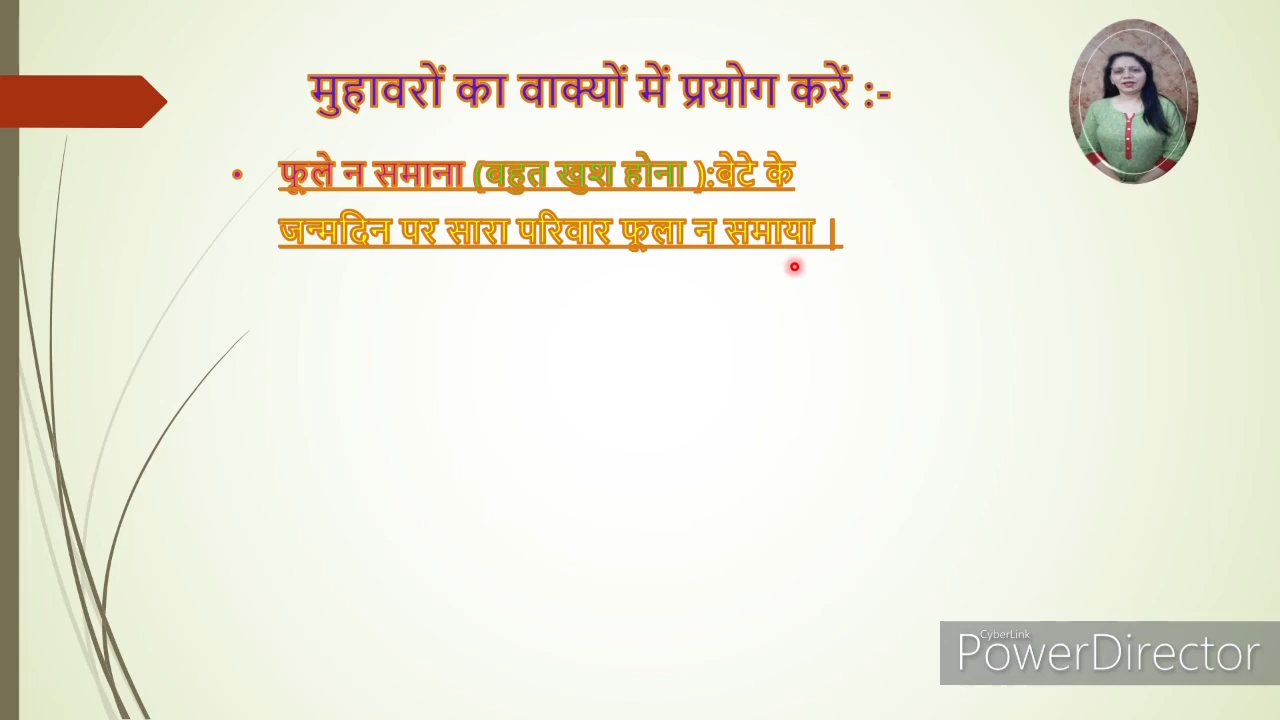 मुहावरों का वाक्यों में प्रयोग करें :-
• फूले न समाना (बहुत खुश होना ):बेटे के
जन्मदिन पर सारा परिवार फूला न समाया |
CyberLink
PowerDirector